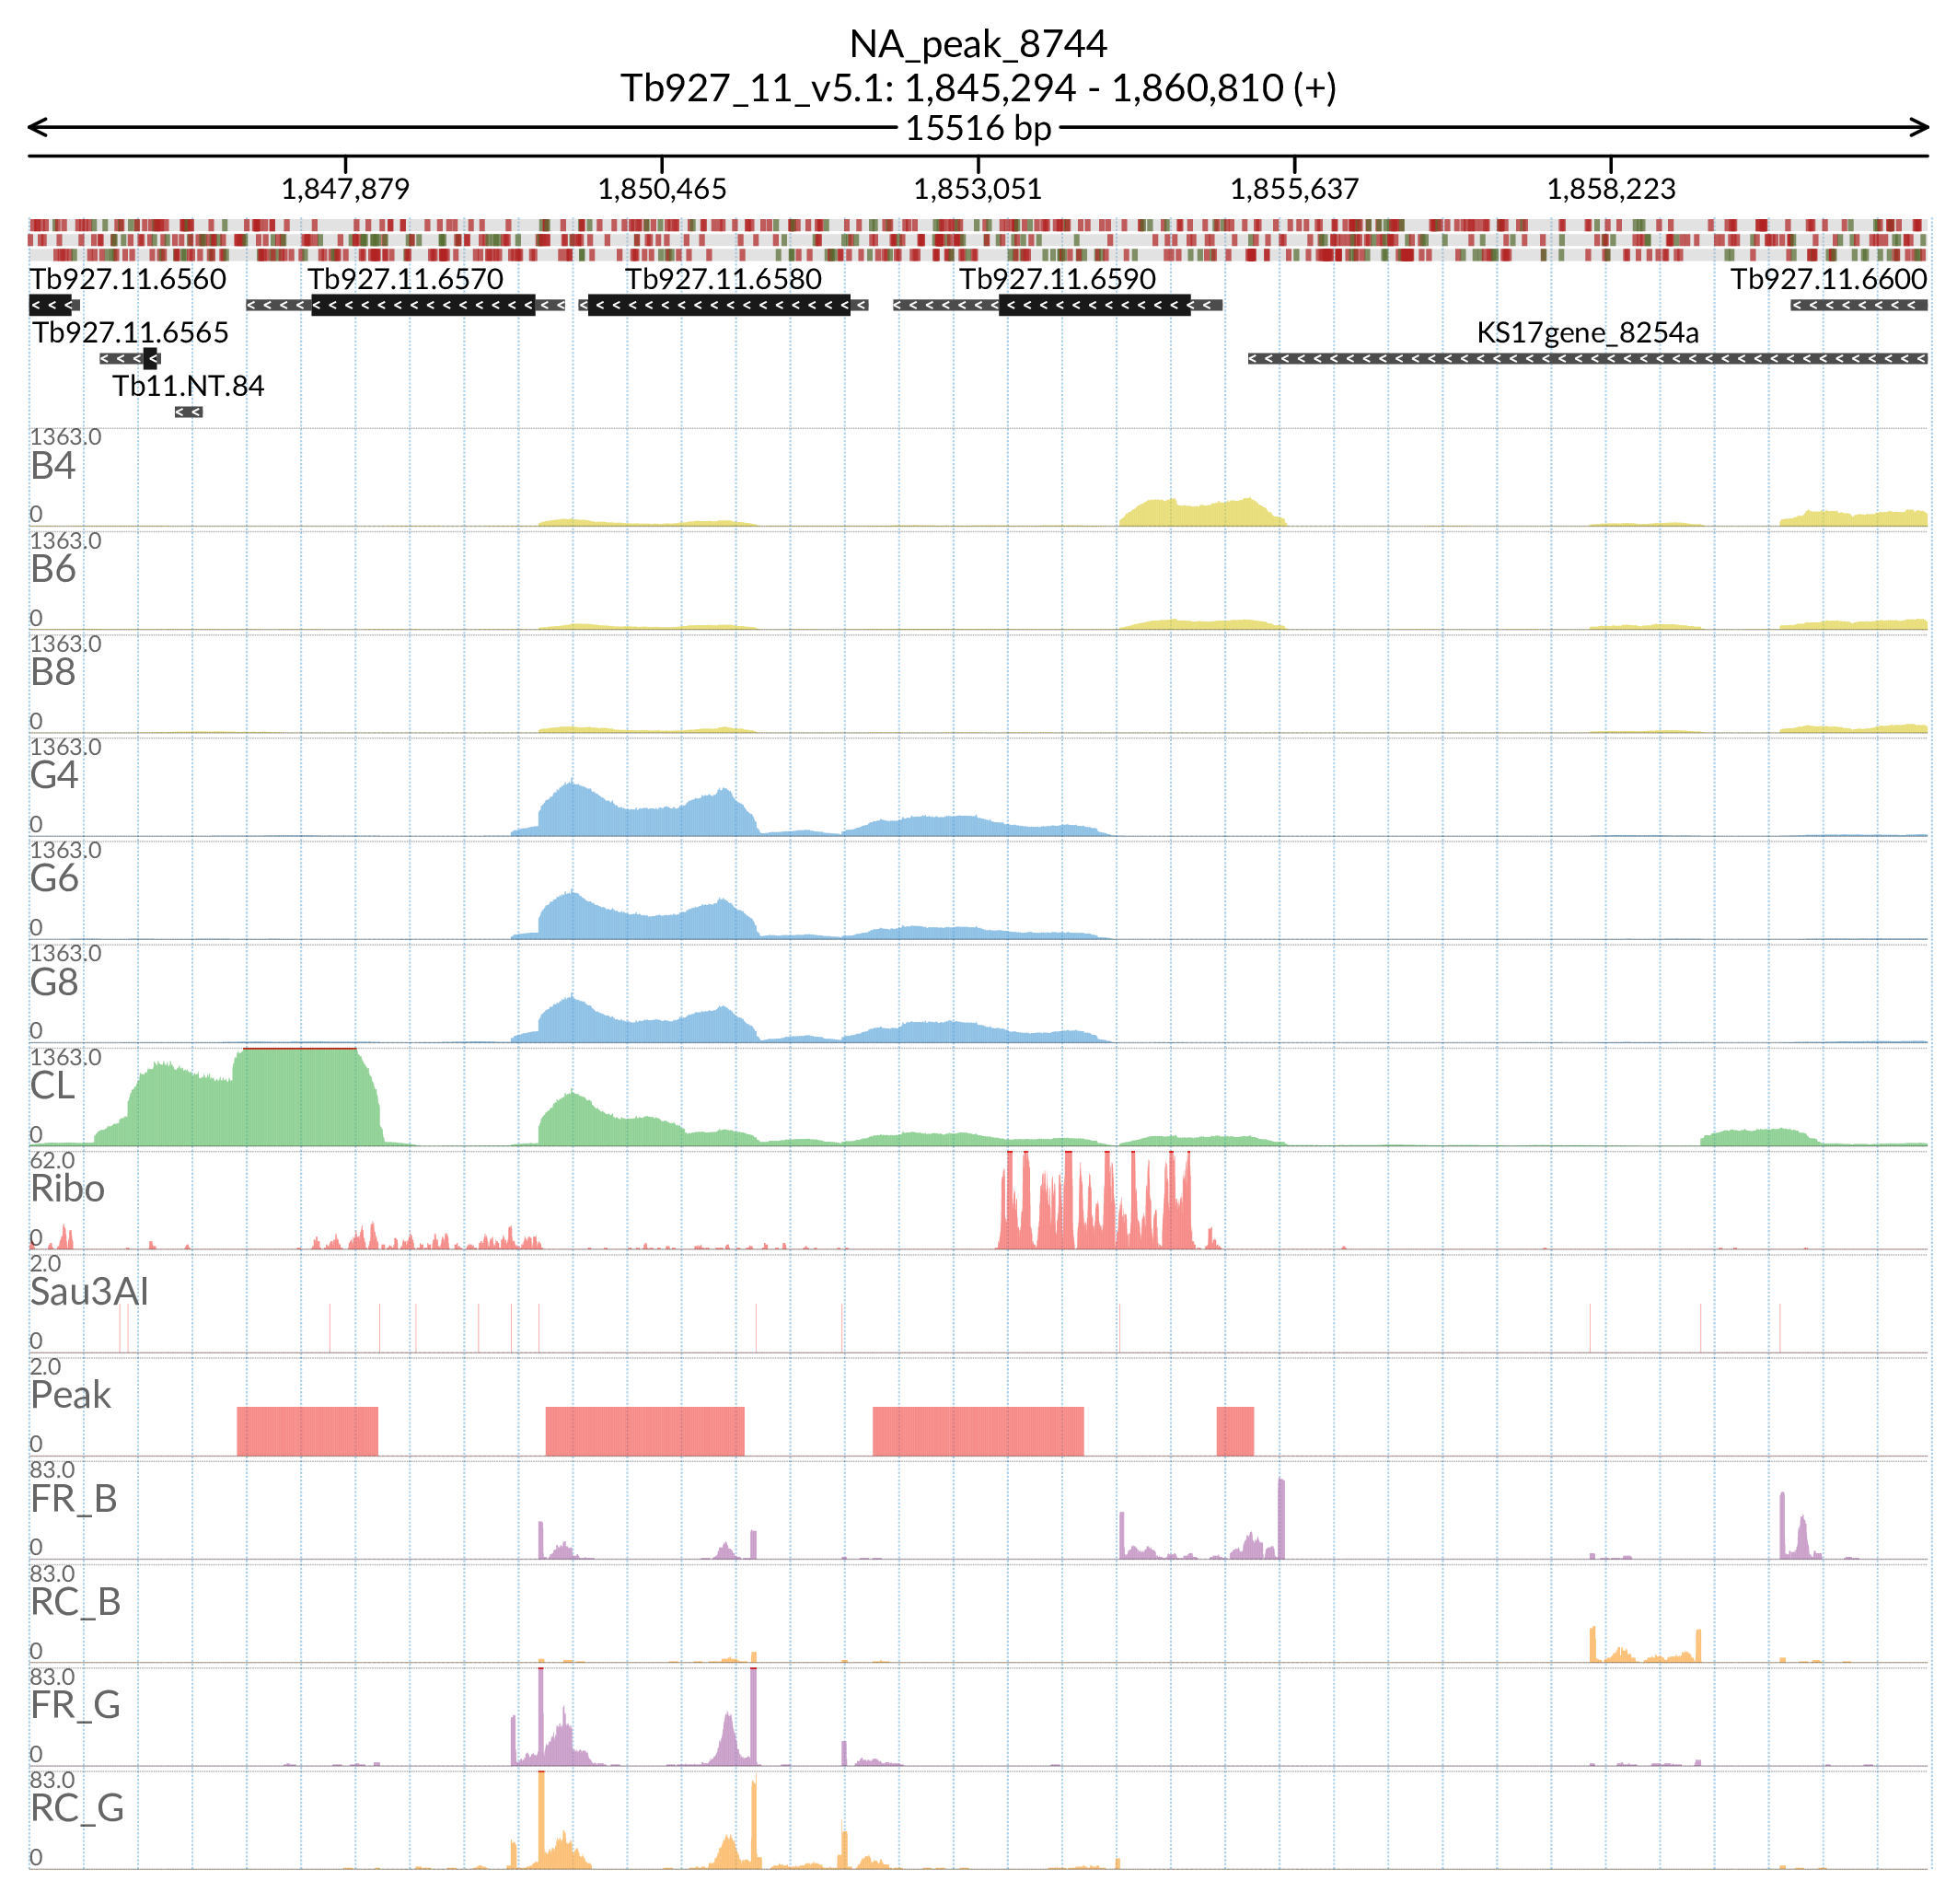 NA_peak_8744
Tb927_11_v5.1: 1,845,294 - 1,860,810 (+)
15516 bp
1,847,879 1,850,465 1,853,051 1,855,637 1,858,223
Tb927.11.6560 Tb927.11.6570 Tb927.11.6580 Tb927.11.6590 Tb927.11.6600
Tb927.11.6565 KS17gene_8254a
Tb11.NT.84
1363.0
B4
0
1363.0
B6
0
1363.0
B8
0
1363.0
G4
0
1363.0
G6
0
1363.0
G8
0
1363.0
CL
0
62.0
Ribo
0
2.0
Sau3AI
0
2.0
Peak
0
83.0
FR_B
0
83.0
RC_B
0
83.0
FR_G
0
83.0
RC_G
0